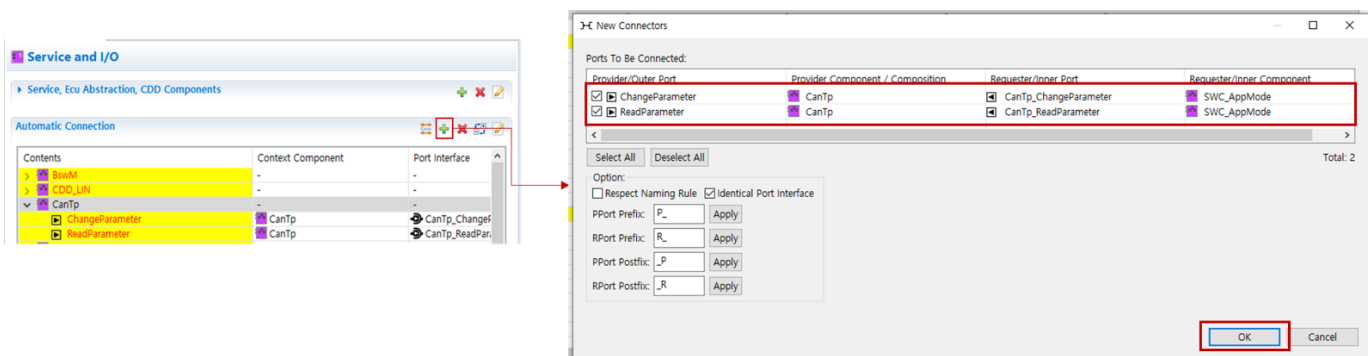 Service and I/O
Service, Ecu Abstraction, CDD Components
Automatic Connection
Contents Context Component Port Interface
BswM - -
CDD_LIN - -
CanTp - -
ChangeParameter CanTp CanTp_ChangeP
ReadParameter CanTp CanTp_ReadPar
New Connectors
Ports To Be Connected:
Provider/Outer Port Provider Component / Composition Requester/Inner Port Requester/Inner Component
ChangeParameter CanTp CanTp_ChangeParameter SWC_AppMode
ReadParameter CanTp CanTp_ReadParameter SWC_AppMode
Select All Deselect All Total: 2
Option:
Respect Naming Rule Identical Port Interface
PPort Prefix: P_ Apply
RPort Prefix: R_ Apply
PPort Postfix: _P Apply
RPort Postfix: _R Apply
OK Cancel